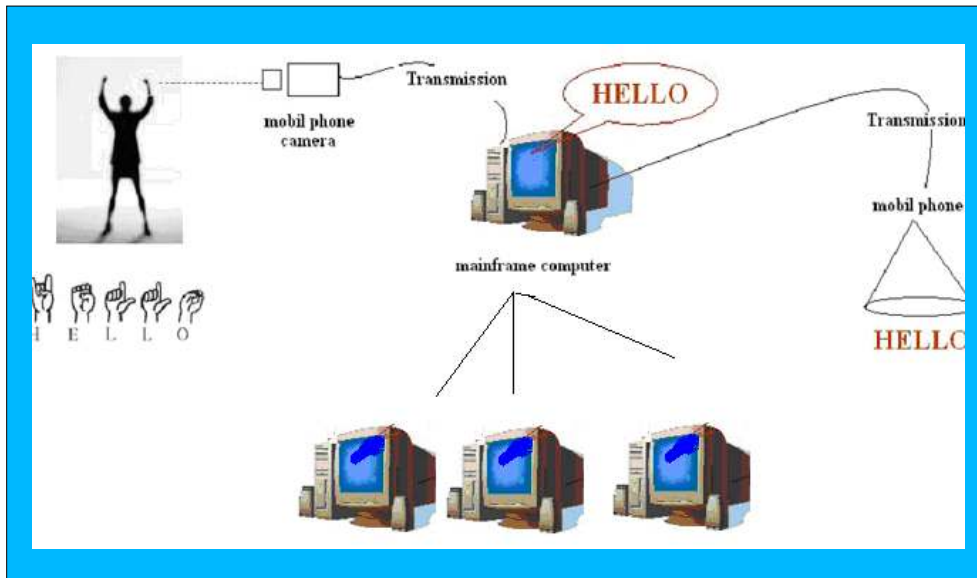 Transmission
HELLO
mobil phone
camera
Transmission
mobil phone
mainframe computer
H E L L O
HELLO